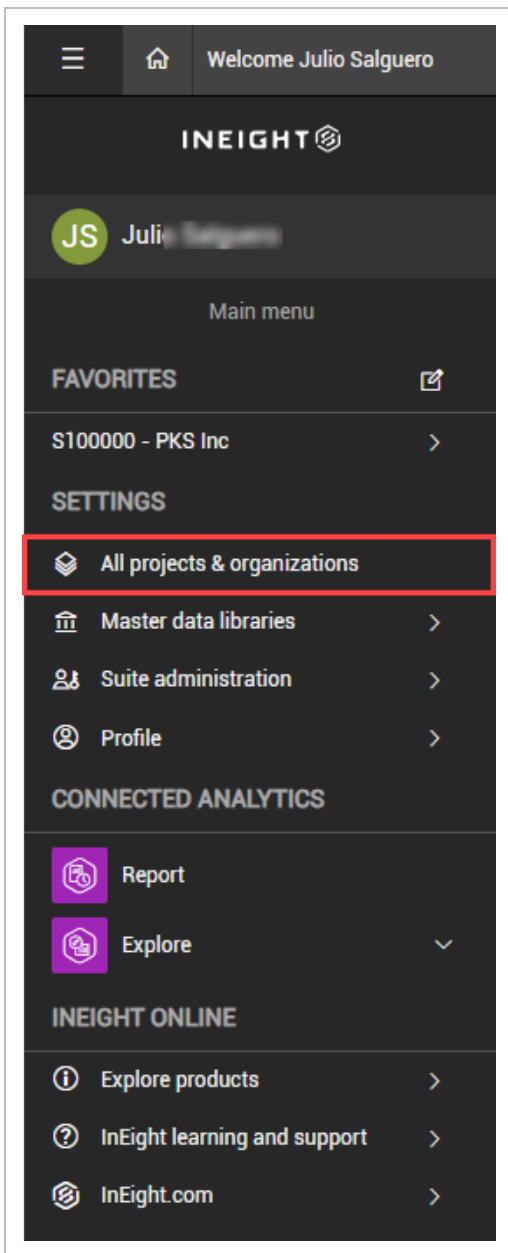 Welcome Julio Salguero
INEIGHT
JS Juli
Main menu
FAVORITES
S100000 - PKS Inc
SETTINGS
All projects & organizations
Master data libraries
Suite administration
Profile
CONNECTED ANALYTICS
Report
Explore
INEIGHT ONLINE
Explore products
InEight learning and support
InEight.com